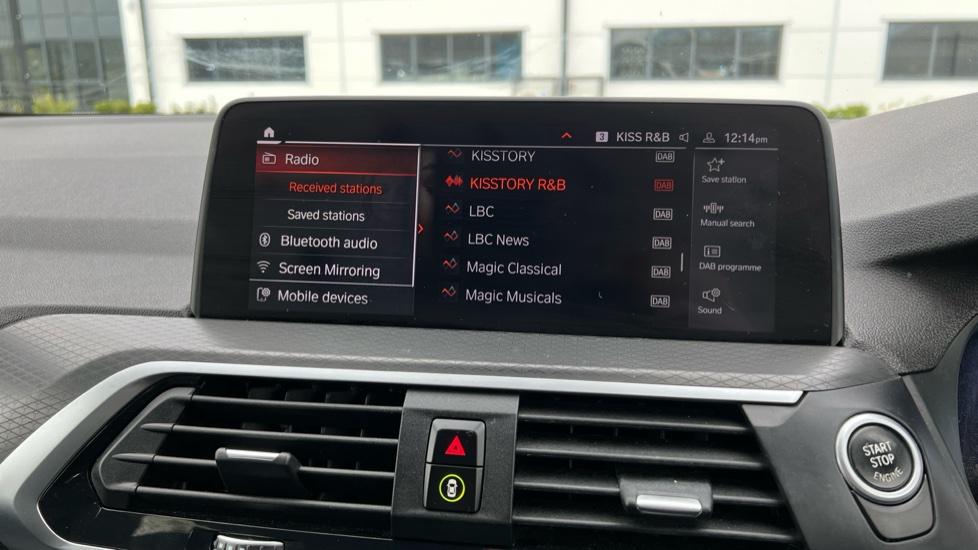 3 KISS R&B 12:14pm
Radio
Received stations
Saved stations
Bluetooth audio
Screen Mirroring
Mobile devices
KISSTORY DAB
KISSTORY R&B DAB
LBC DAB
LBC News DAB
Magic Classical DAB
Magic Musicals DAB
Save station
Manual search
DAB programme
Sound
START
STOP
ENGINE